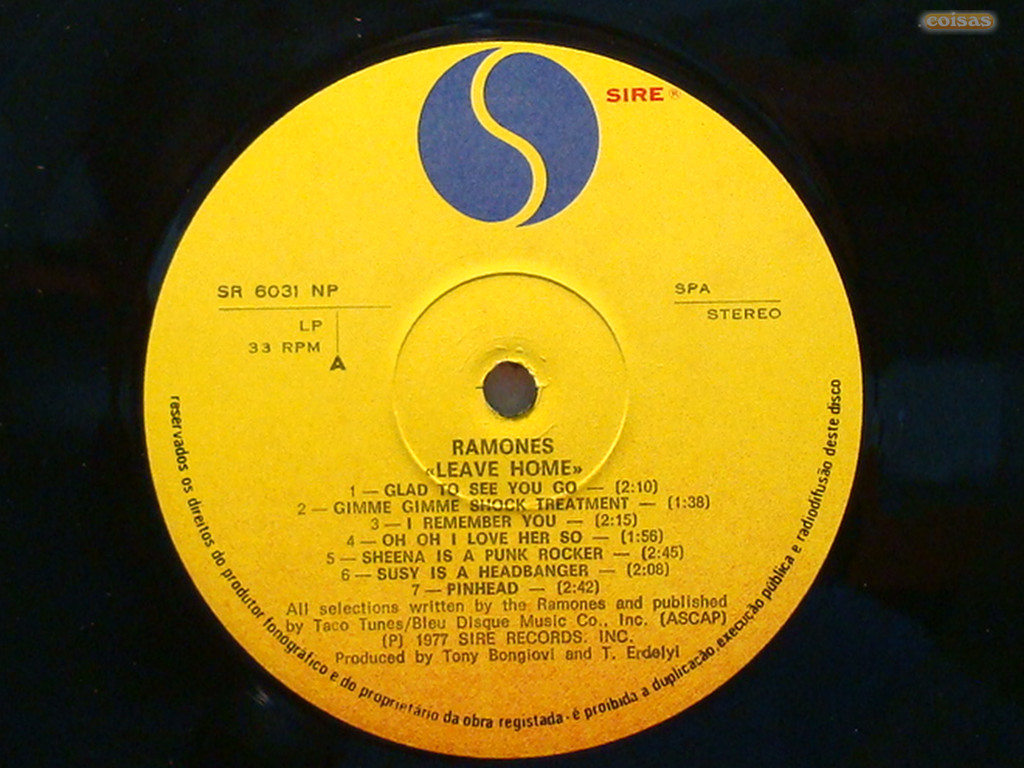 coisas
SIRE ®
SR 6031 NP
LP
33 RPM
A
SPA
STEREO
RAMONES
«LEAVE HOME»
1 — GLAD TO SEE YOU GO — (2:10)
2 — GIMME GIMME SHOCK TREATMENT — (1:38)
3 — I REMEMBER YOU — (2:15)
4 — OH OH I LOVE HER SO — (1:56)
5 — SHEENA IS A PUNK ROCKER — (2:45)
6 — SUSY IS A HEADBANGER — (2:08)
7 — PINHEAD — (2:42)
All selections written by the Ramones and published
by Taco Tunes/Bleu Disque Music Co., Inc. (ASCAP)
(P) 1977 SIRE RECORDS. INC.
Produced by Tony Bongiovi and T. Erdelyi
reservados os direitos do produtor fonográfico e do proprietário da obra registada - é proibida a duplicação, execução pública e radiodifusão deste disco